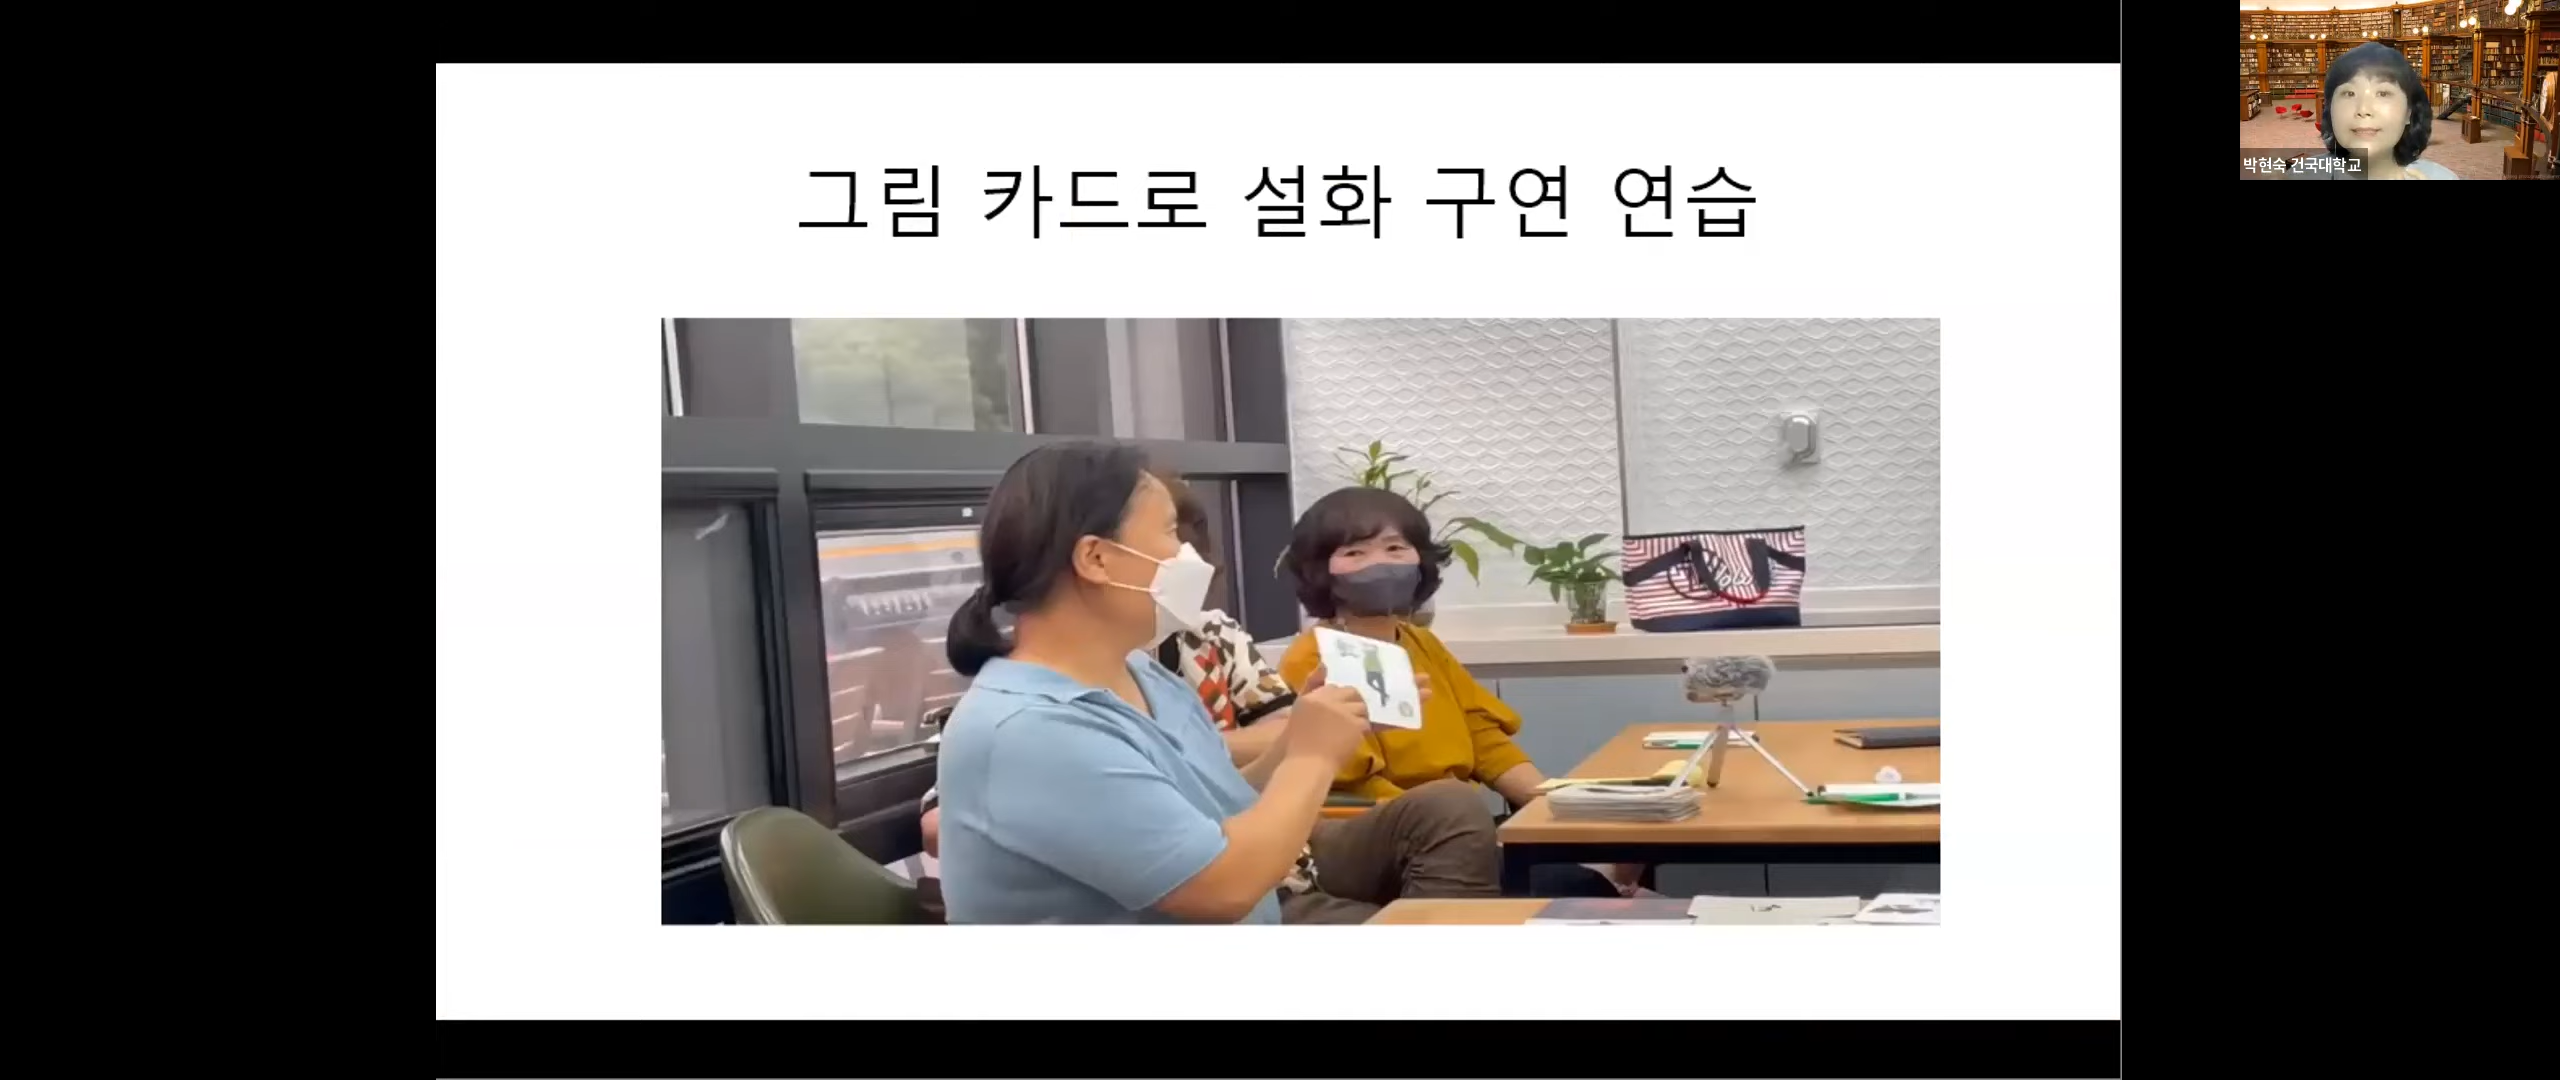 그림 카드로 설화 구연 연습
박현숙 건국대학교